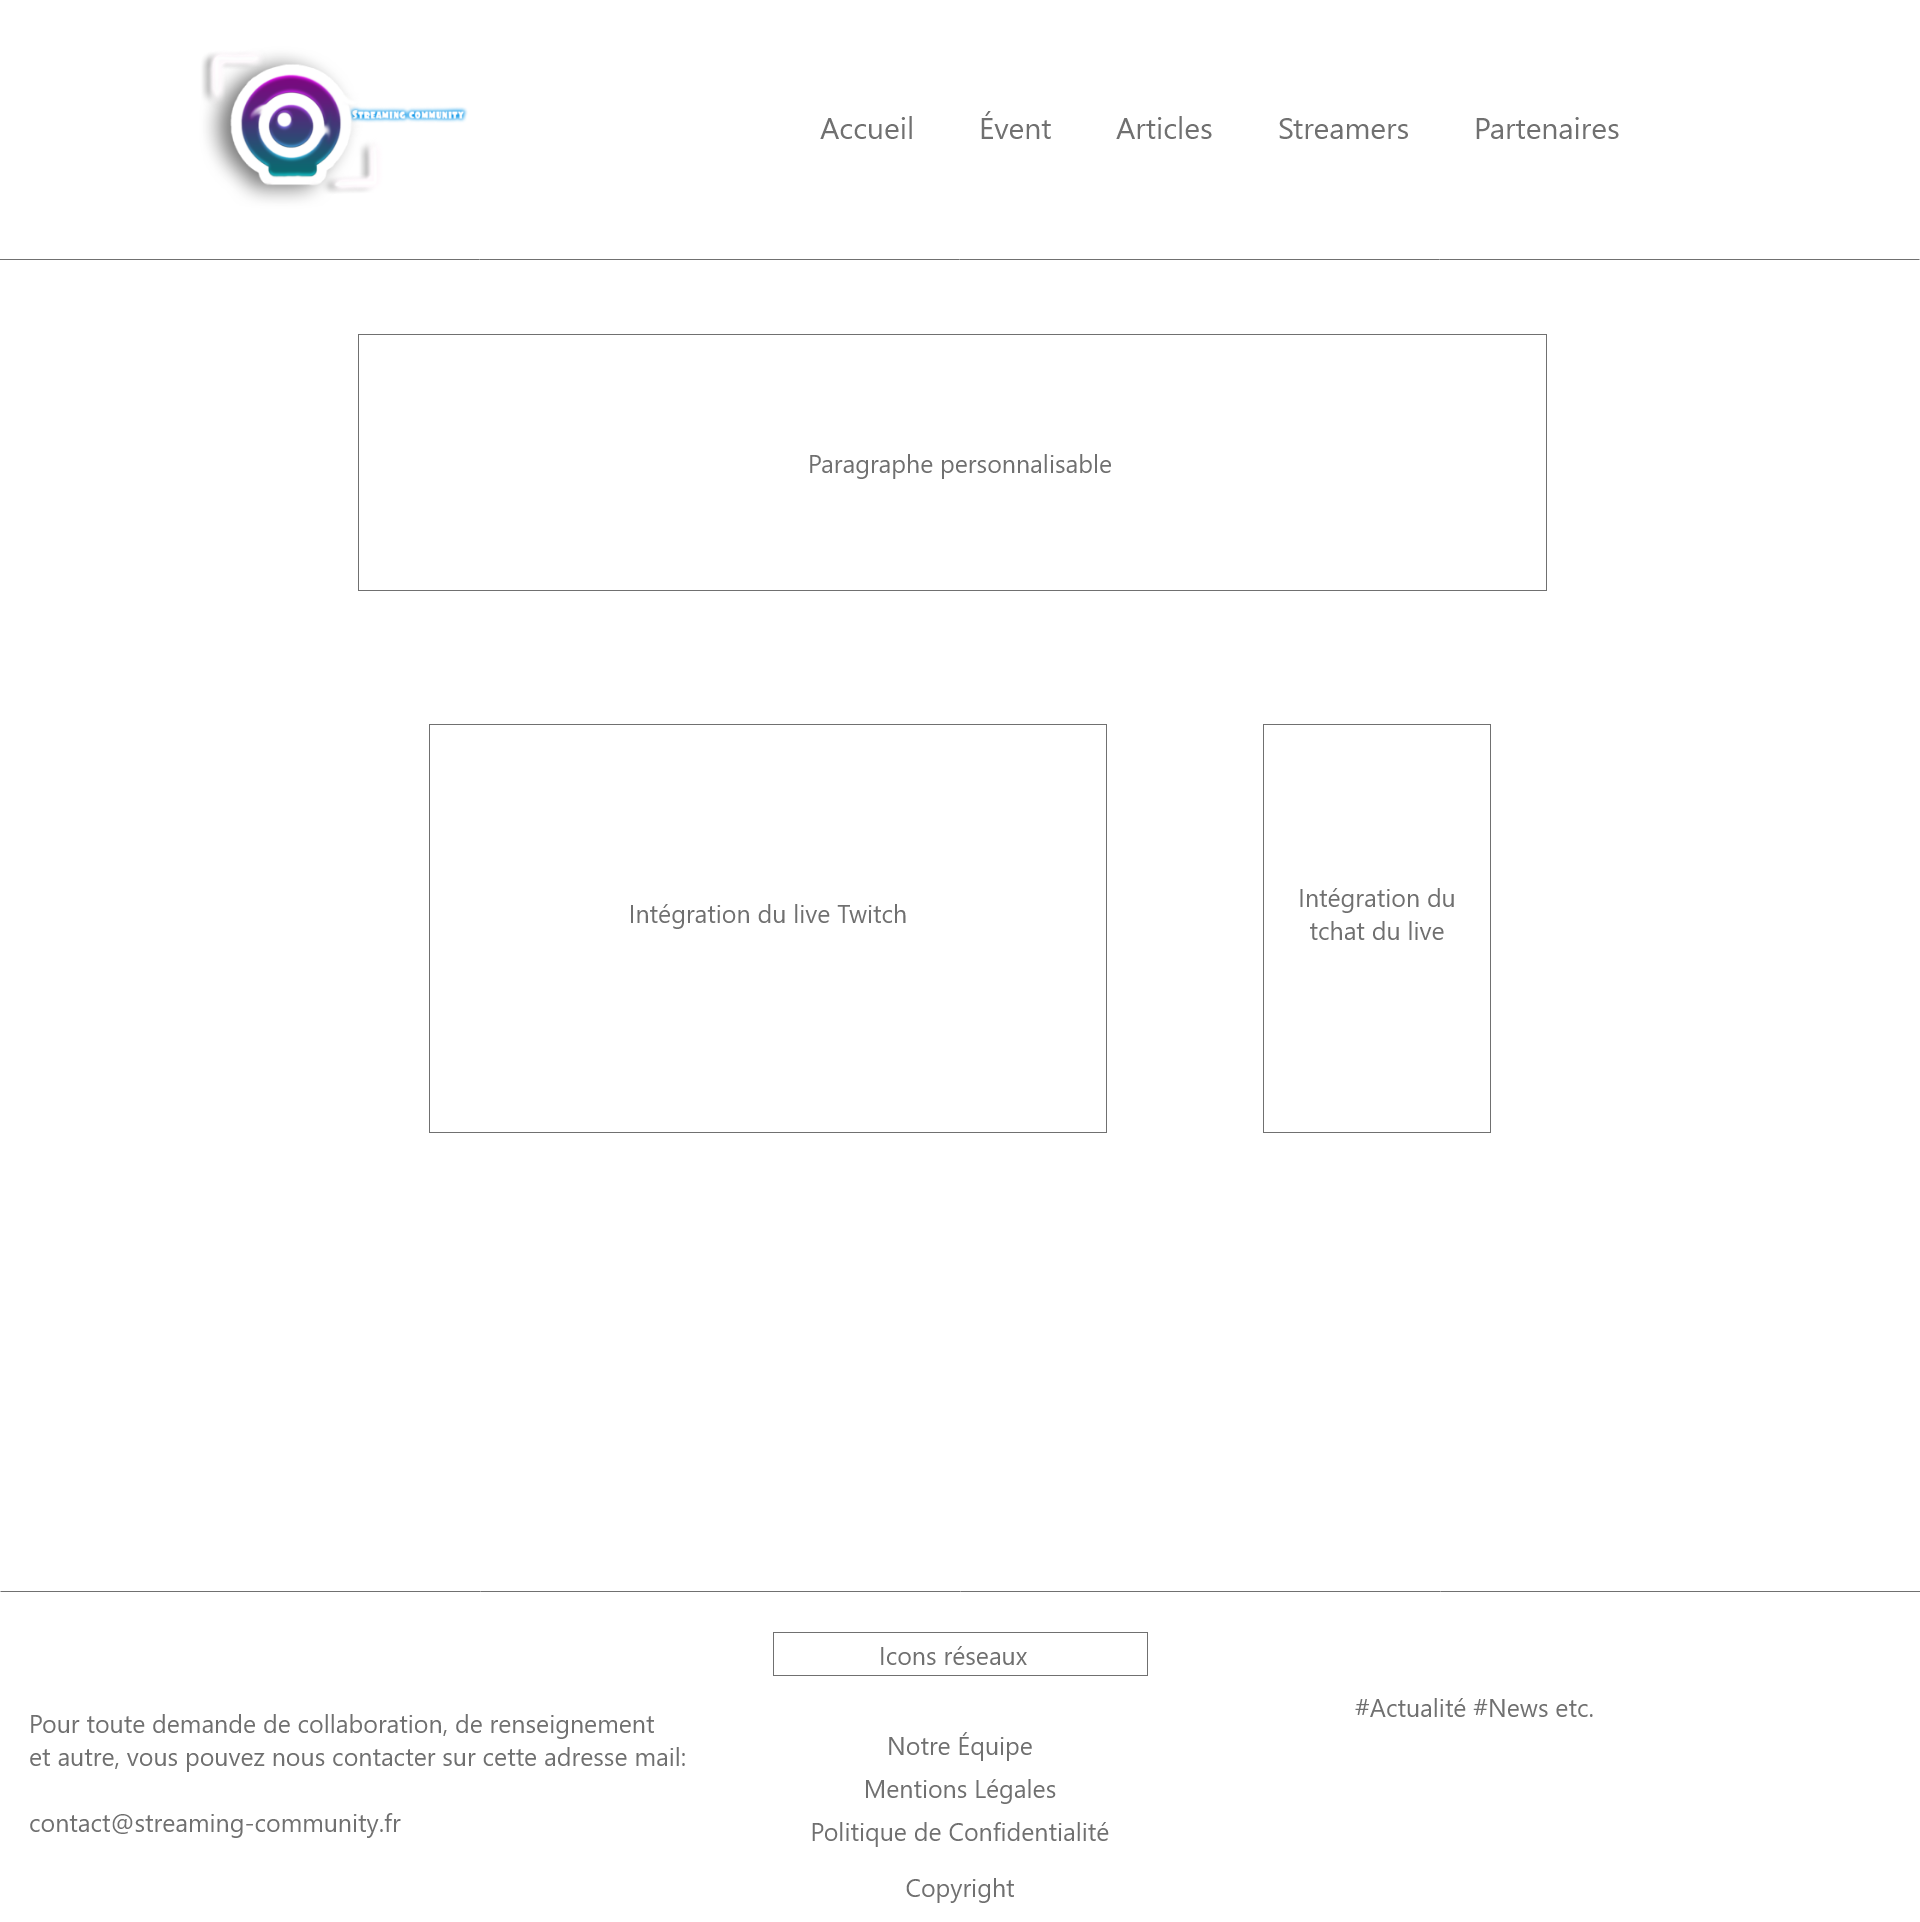 STREAMING COMMUNITY
Accueil
Évent
Articles
Streamers
Partenaires
Paragraphe personnalisable
Intégration du live Twitch
Intégration du
tchat du live
Icons réseaux
Pour toute demande de collaboration, de renseignement
et autre, vous pouvez nous contacter sur cette adresse mail:
contact@streaming-community.fr
Notre Équipe
Mentions Légales
Politique de Confidentialité
Copyright
#Actualité #News etc.